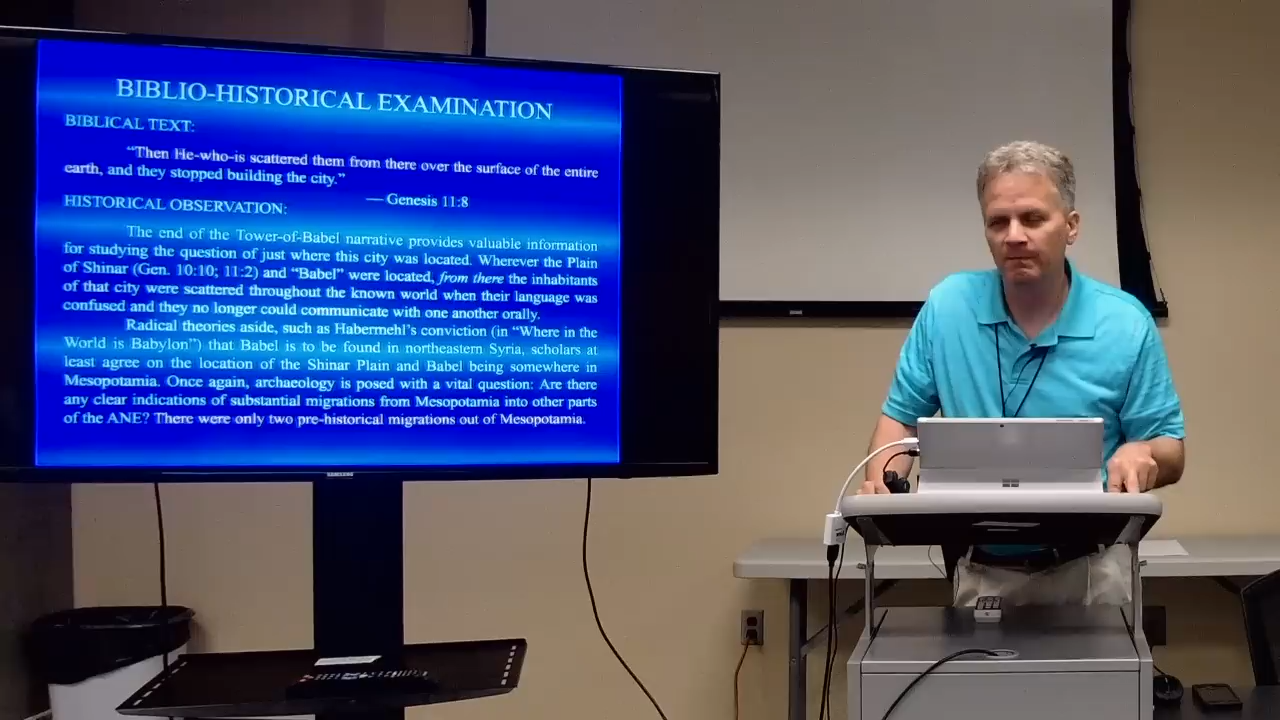 BIBLIO-HISTORICAL EXAMINATION
BIBLICAL TEXT:
“Then He-who-is scattered them from there over the surface of the entire
earth, and they stopped building the city.”
— Genesis 11:8
HISTORICAL OBSERVATION:
The end of the Tower-of-Babel narrative provides valuable information
for studying the question of just where this city was located. Wherever the Plain
of Shinar (Gen. 10:10; 11:2) and “Babel” were located, from there the inhabitants
of that city were scattered throughout the known world when their language was
confused and they no longer could communicate with one another orally.
Radical theories aside, such as Habermehl’s conviction (in “Where in the
World is Babylon”) that Babel is to be found in northeastern Syria, scholars at
least agree on the location of the Shinar Plain and Babel being somewhere in
Mesopotamia. Once again, archaeology is posed with a vital question: Are there
any clear indications of substantial migrations from Mesopotamia into other parts
of the ANE? There were only two pre-historical migrations out of Mesopotamia.
SAMSUNG